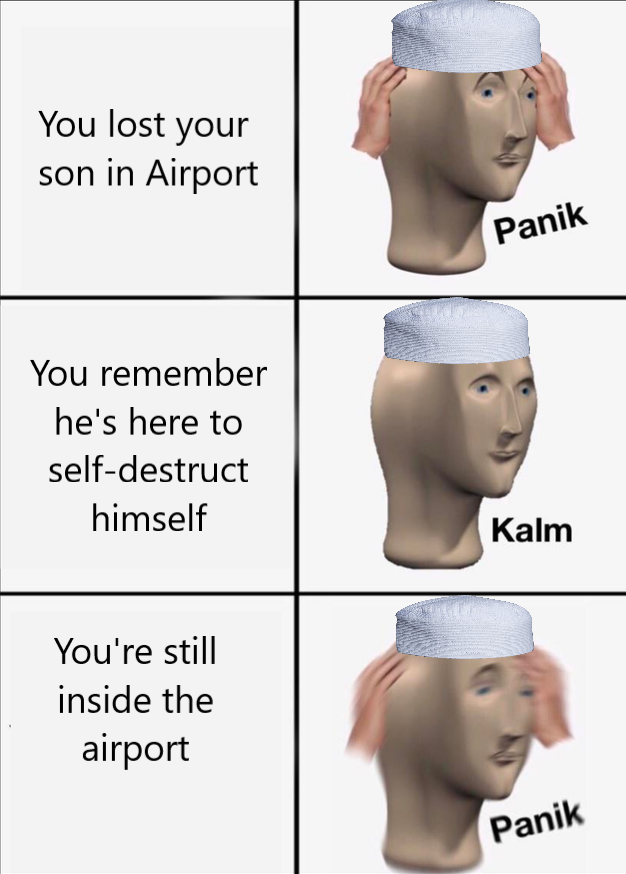 You lost your
son in Airport
Panik
You remember
he's here to
self-destruct
himself
Kalm
You're still
inside the
airport
Panik